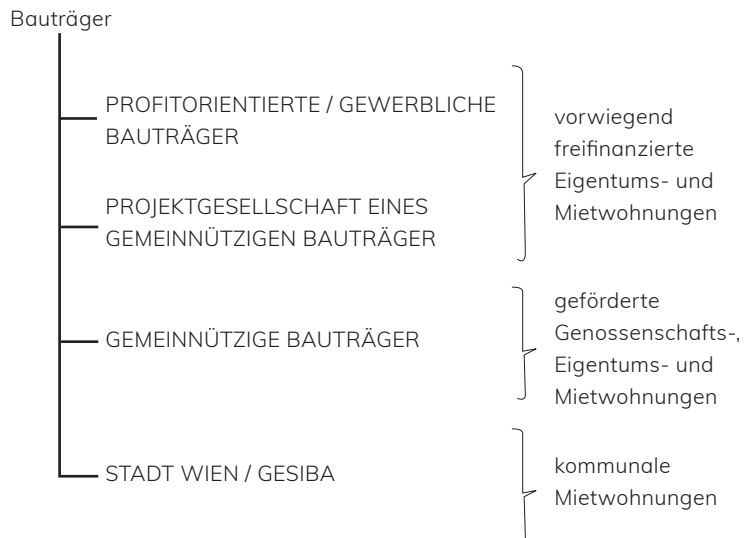 Bauträger
PROFITORIENTIERTE / GEWERBLICHE
BAUTRÄGER
vorwiegend
freifinanzierte
Eigentums- und
Mietwohnungen
PROJEKTGESELLSCHAFT EINES
GEMEINNÜTZIGEN BAUTRÄGER
GEMEINNÜTZIGE BAUTRÄGER
geförderte
Genossenschafts-,
Eigentums- und
Mietwohnungen
STADT WIEN / GESIBA
kommunale
Mietwohnungen